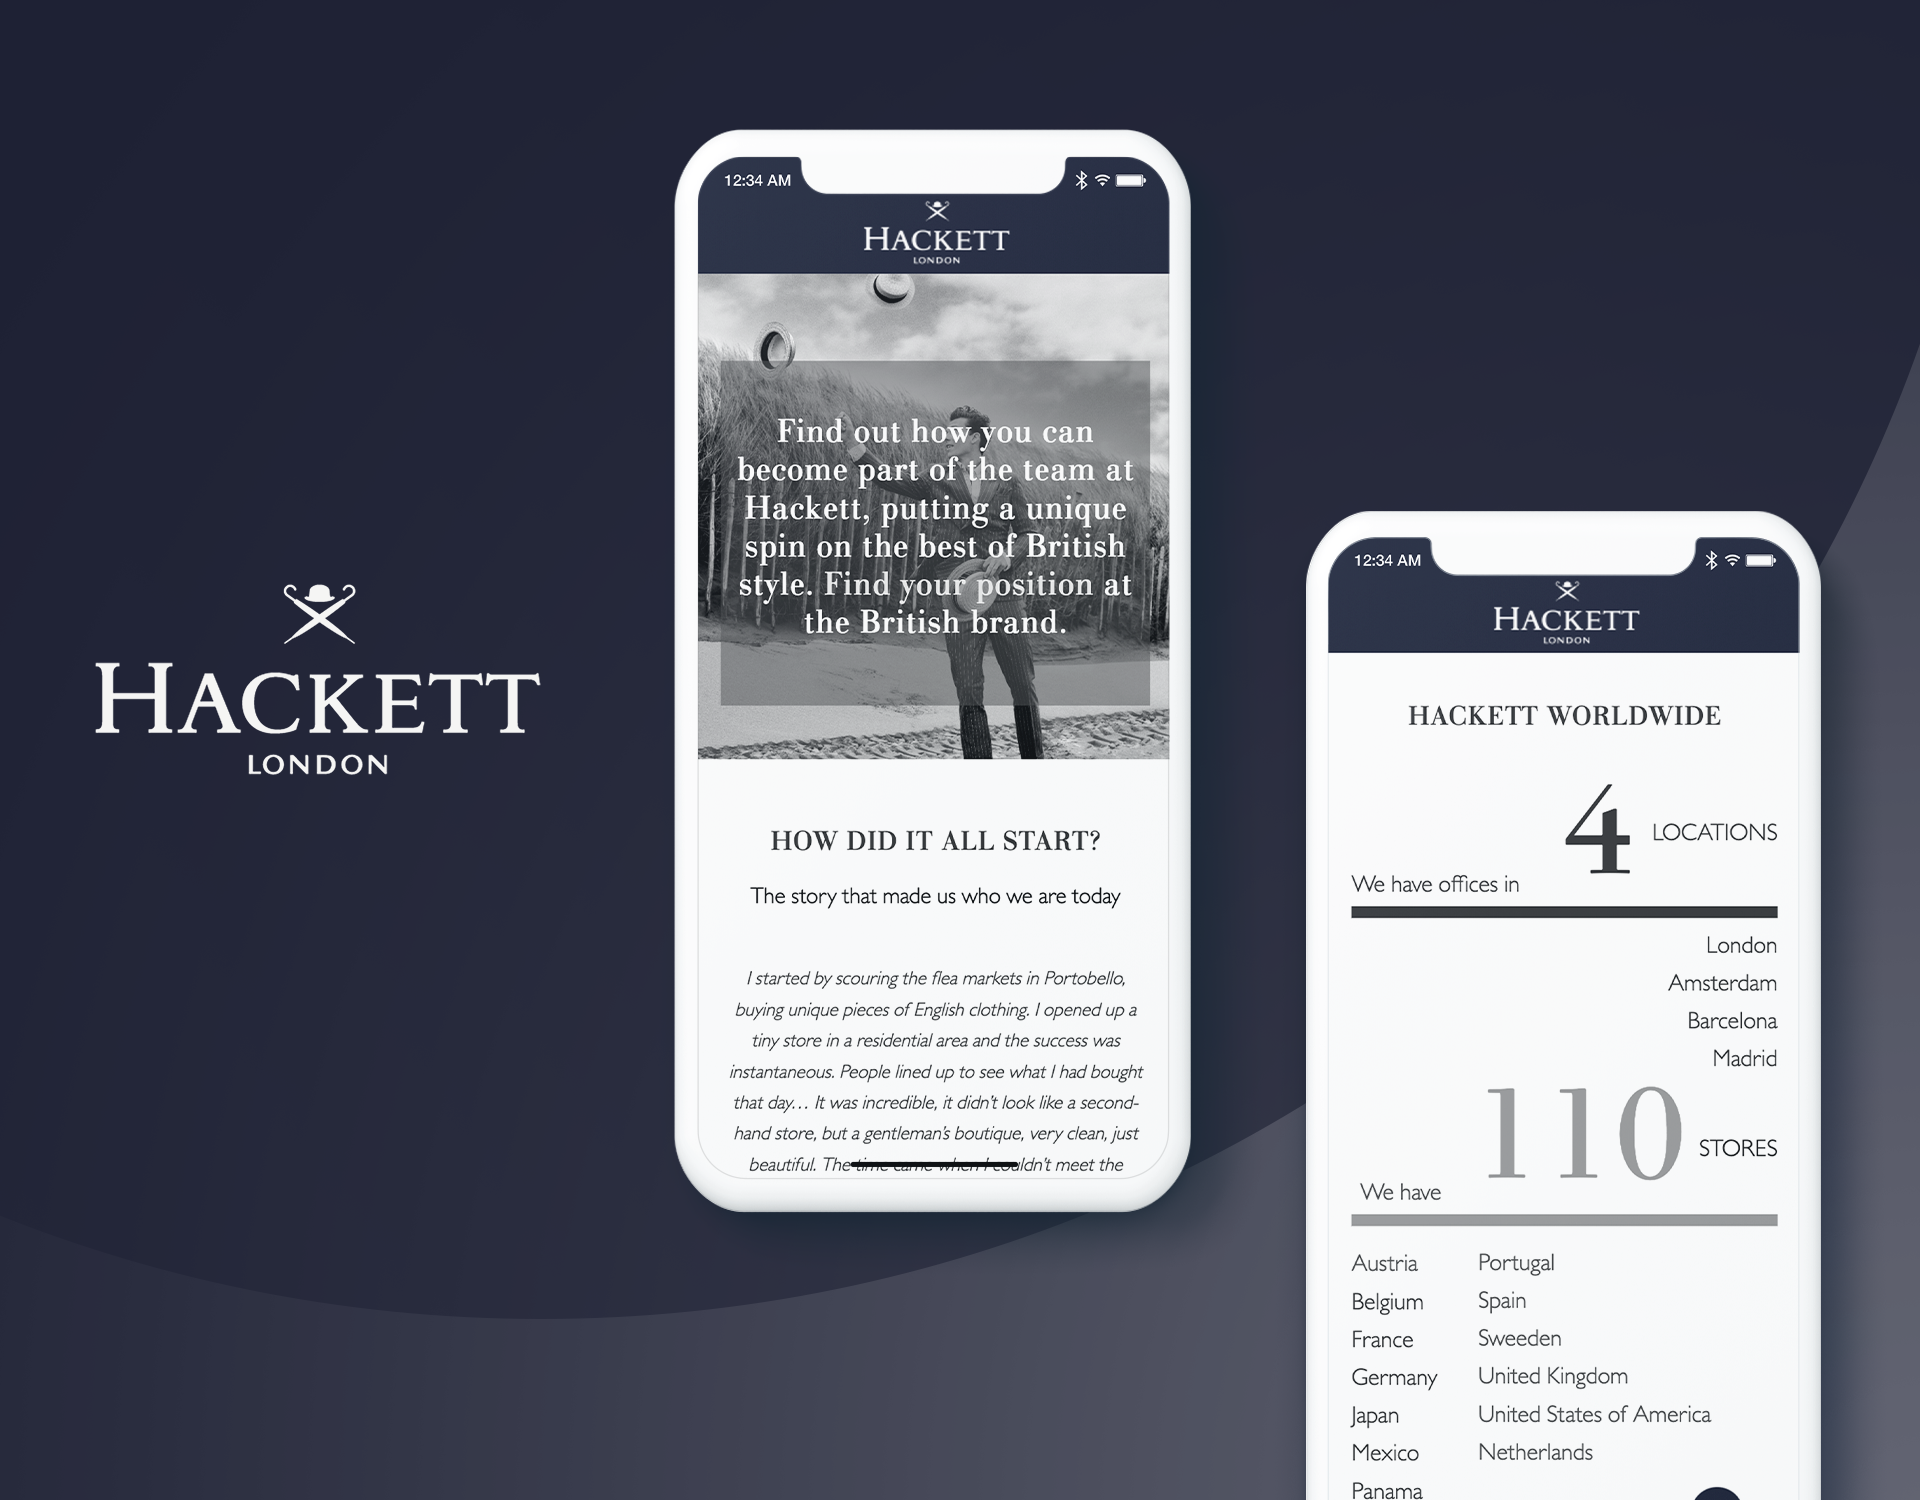 HACKETT
LONDON
12:34 AM
HACKETT
LONDON
Find out how you can
become part of the team at
Hackett, putting a unique
spin on the best of British
style. Find your position at
the British brand.
HOW DID IT ALL START?
The story that made us who we are today
I started by scouring the flea markets in Portobello,
buying unique pieces of English clothing. I opened up a
tiny store in a residential area and the success was
instantaneous. People lined up to see what I had bought
that day… It was incredible, it didn't look like a second-
hand store, but a gentleman's boutique, very clean, just
beautiful. The time came when I couldn't meet the
12:34 AM
HACKETT
LONDON
HACKETT WORLDWIDE
4 LOCATIONS
We have offices in
London
Amsterdam
Barcelona
Madrid
110 STORES
We have
Austria
Belgium
France
Germany
Japan
Mexico
Panama
Portugal
Spain
Sweeden
United Kingdom
United States of America
Netherlands